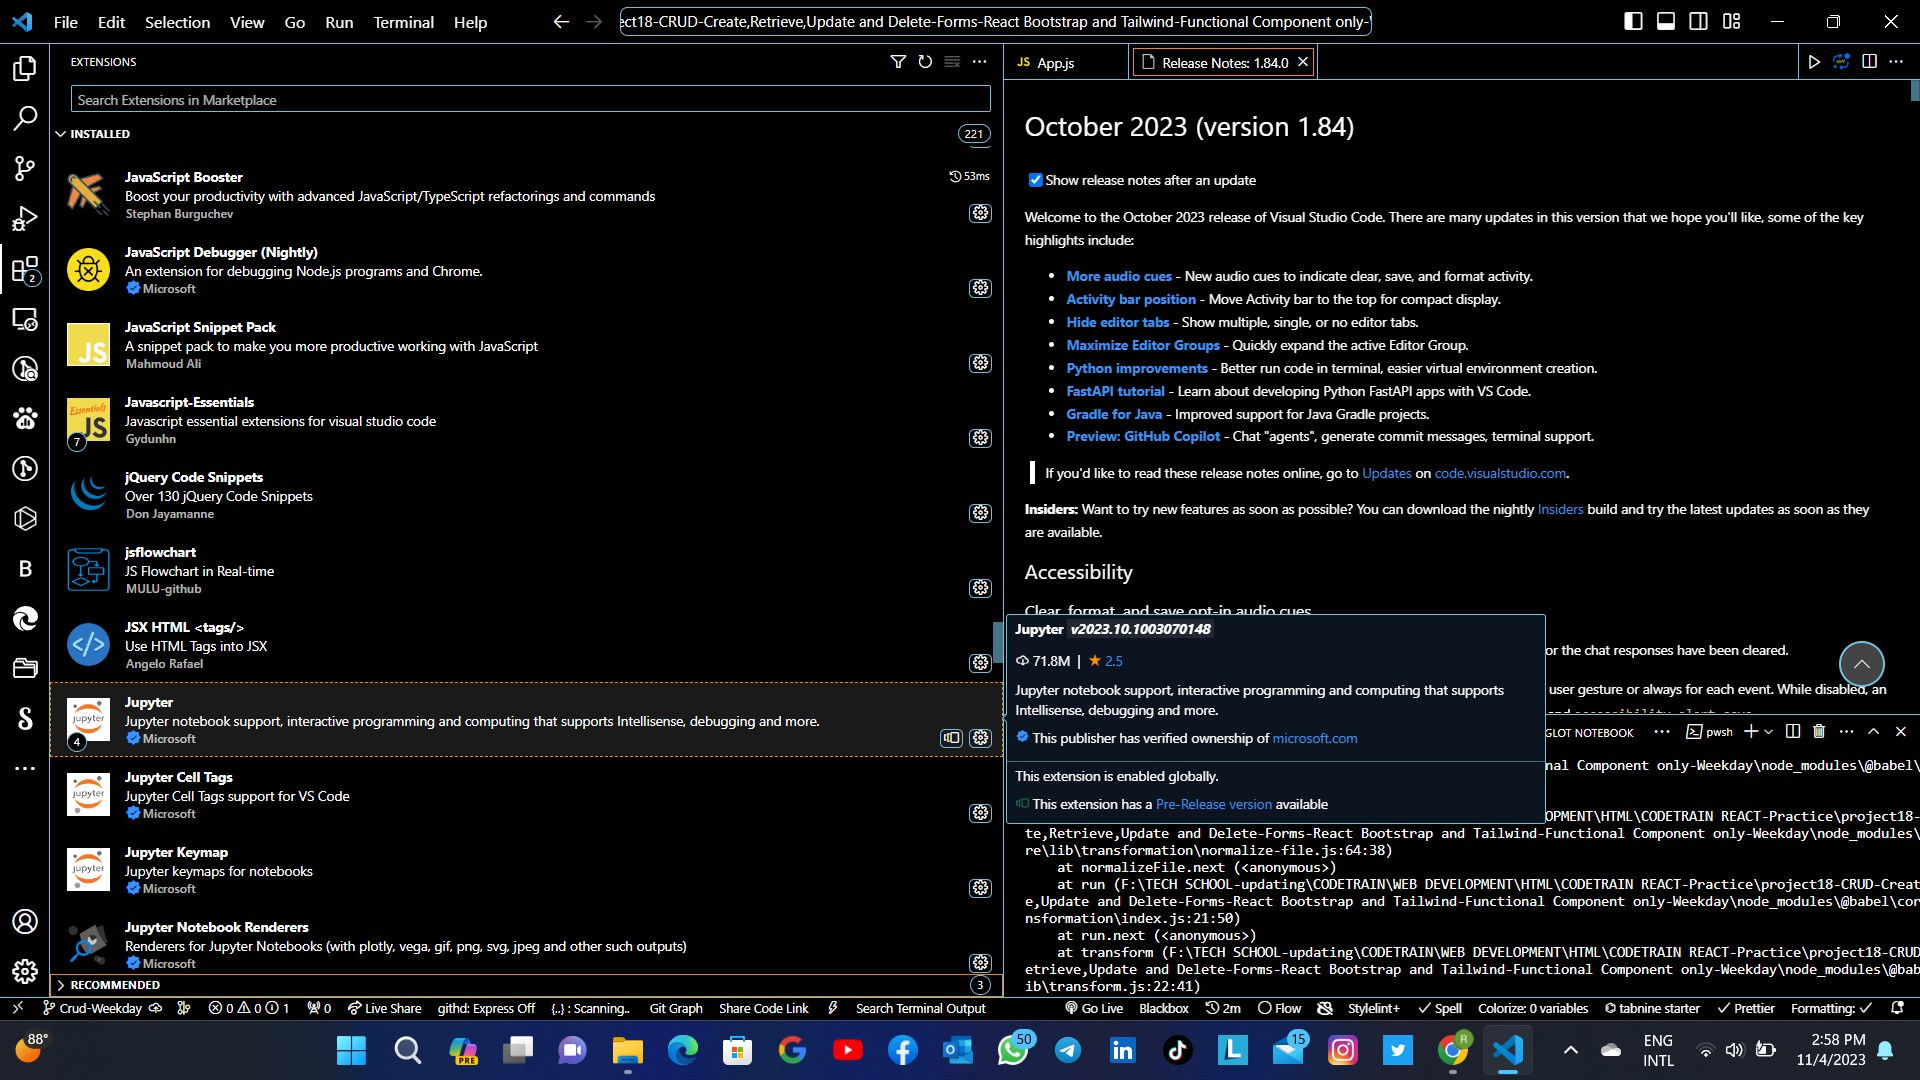 File Edit Selection View Go Run Terminal Help
ect18-CRUD-Create,Retrieve,Update and Delete-Forms-React Bootstrap and Tailwind-Functional Component only-
EXTENSIONS
Search Extensions in Marketplace
INSTALLED
221
JavaScript Booster
53ms
Boost your productivity with advanced JavaScript/TypeScript refactorings and commands
Stephan Burguchev
JavaScript Debugger (Nightly)
An extension for debugging Node.js programs and Chrome.
Microsoft
JS
JavaScript Snippet Pack
A snippet pack to make you more productive working with JavaScript
Mahmoud Ali
Essentials
JS
7
Javascript-Essentials
Javascript essential extensions for visual studio code
Gydunhn
jQuery Code Snippets
Over 130 jQuery Code Snippets
Don Jayamanne
jsflowchart
JS Flowchart in Real-time
MULU-github
JSX HTML <tags/>
Use HTML Tags into JSX
Angelo Rafael
jupyter
4
Jupyter
Jupyter notebook support, interactive programming and computing that supports Intellisense, debugging and more.
Microsoft
jupyter
Jupyter Cell Tags
Jupyter Cell Tags support for VS Code
Microsoft
jupyter
Jupyter Keymap
Jupyter keymaps for notebooks
Microsoft
Jupyter Notebook Renderers
Renderers for Jupyter Notebooks (with plotly, vega, gif, png, svg, jpeg and other such outputs)
Microsoft
RECOMMENDED
3
2
B
JS App.js
Release Notes: 1.84.0
October 2023 (version 1.84)
Show release notes after an update
Welcome to the October 2023 release of Visual Studio Code. There are many updates in this version that we hope you'll like, some of the key
highlights include:
• More audio cues - New audio cues to indicate clear, save, and format activity.
• Activity bar position - Move Activity bar to the top for compact display.
• Hide editor tabs - Show multiple, single, or no editor tabs.
• Maximize Editor Groups - Quickly expand the active Editor Group.
• Python improvements - Better run code in terminal, easier virtual environment creation.
• FastAPI tutorial - Learn about developing Python FastAPI apps with VS Code.
• Gradle for Java - Improved support for Java Gradle projects.
• Preview: GitHub Copilot - Chat "agents", generate commit messages, terminal support.
If you'd like to read these release notes online, go to Updates on code.visualstudio.com.
Insiders: Want to try new features as soon as possible? You can download the nightly Insiders build and try the latest updates as soon as they
are available.
Accessibility
Clear, format, and save opt-in audio cues
or the chat responses have been cleared.
user gesture or always for each event. While disabled, an
Jupyter v2023.10.1003070148
71.8M | 2.5
Jupyter notebook support, interactive programming and computing that supports
Intellisense, debugging and more.
This publisher has verified ownership of microsoft.com
This extension is enabled globally.
This extension has a Pre-Release version available
GLOT NOTEBOOK
pwsh
nal Component only-Weekday\node_modules\@babel\
OPMENT\HTML\CODETRAIN REACT-Practice\project18-
te,Retrieve,Update and Delete-Forms-React Bootstrap and Tailwind-Functional Component only-Weekday\node_modules\
re\lib\transformation\normalize-file.js:64:38)
at normalizeFile.next (<anonymous>)
at run (F:\TECH SCHOOL-updating\CODETRAIN\WEB DEVELOPMENT\HTML\CODETRAIN REACT-Practice\project18-CRUD-Creat
e,Update and Delete-Forms-React Bootstrap and Tailwind-Functional Component only-Weekday\node_modules\@babel\cor
nsformation\index.js:21:50)
at run.next (<anonymous>)
at transform (F:\TECH SCHOOL-updating\CODETRAIN\WEB DEVELOPMENT\HTML\CODETRAIN REACT-Practice\project18-CRUD
etrieve,Update and Delete-Forms-React Bootstrap and Tailwind-Functional Component only-Weekday\node_modules\@bab
ib\transform.js:22:41)
Crud-Weekday 0 0 1 0 Live Share githd: Express Off {..} : Scanning.. Git Graph Share Code Link Search Terminal Output Go Live Blackbox 2m Flow Stylelint+ Spell Colorize: 0 variables tabnine starter Prettier Formatting:
88°
PRE
50
15
R
ENG
INTL
2:58 PM
11/4/2023